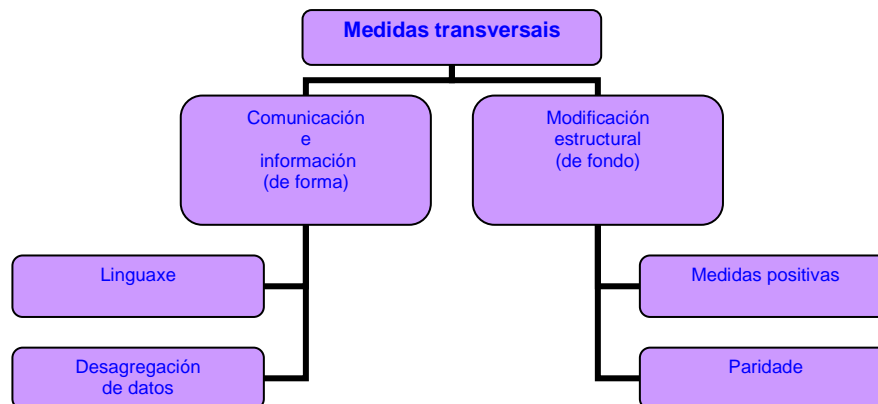 Medidas transversais
Comunicación
e
información
(de forma)
Modificación
estructural
(de fondo)
Linguaxe
Medidas positivas
Desagregación
de datos
Paridade